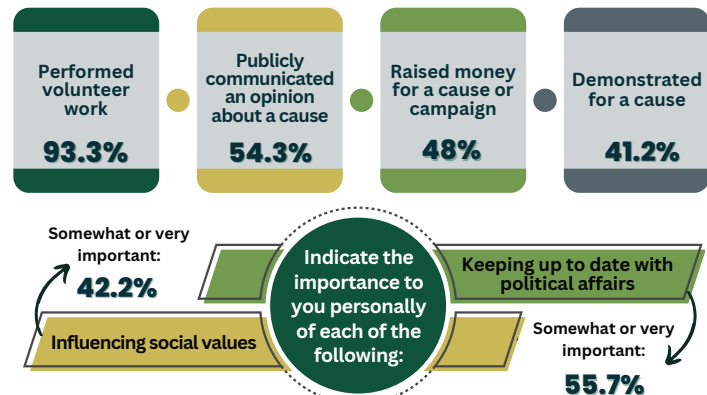 Performed
volunteer
work
93.3%
Publicly
communicated
an opinion
about a cause
54.3%
Raised money
for a cause or
campaign
48%
Demonstrated
for a cause
41.2%
Somewhat or very
important:
42.2%
Influencing social values
Indicate the
importance to
you personally
of each of the
following:
Keeping up to date with
political affairs
Somewhat or very
important:
55.7%